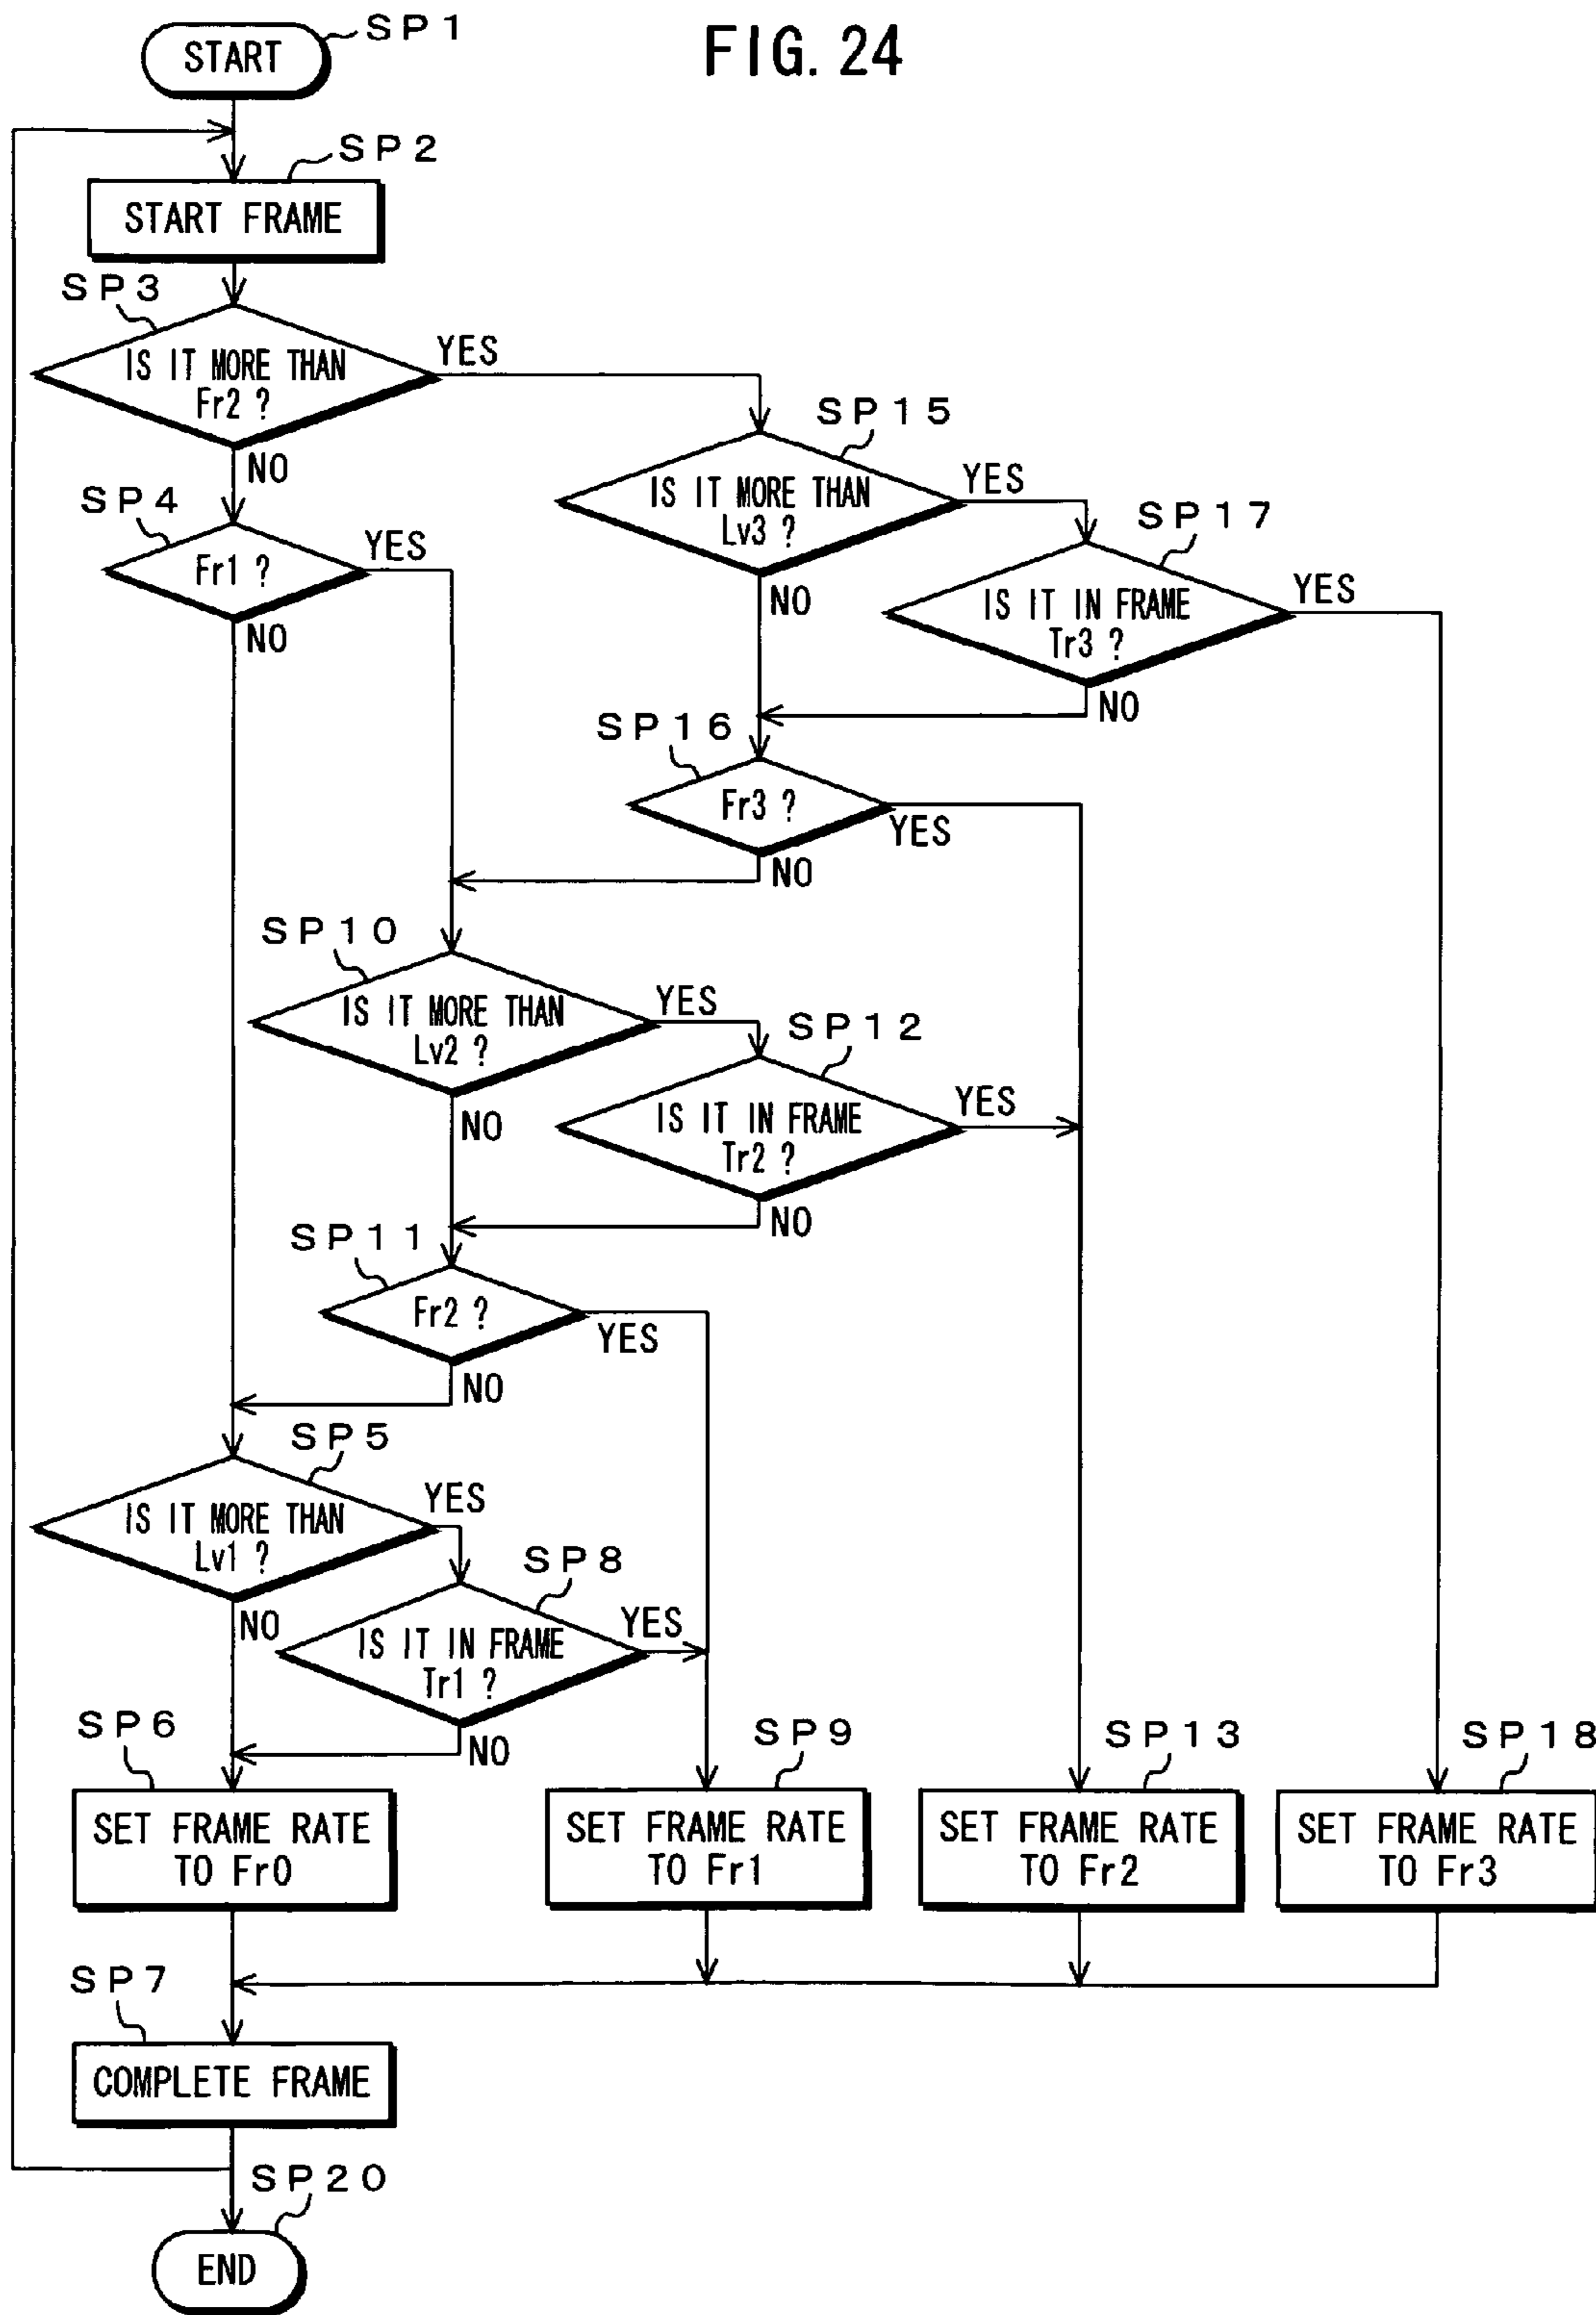 FIG. 24
SP1
START
SP2
START FRAME
SP3
IS IT MORE THAN
Fr2 ?
YES
NO
SP15
IS IT MORE THAN
Lv3 ?
YES
NO
SP4
Fr1 ?
YES
NO
SP17
IS IT IN FRAME
Tr3 ?
YES
NO
SP16
Fr3 ?
YES
NO
SP10
IS IT MORE THAN
Lv2 ?
YES
NO
SP12
IS IT IN FRAME
Tr2 ?
YES
NO
SP11
Fr2 ?
YES
NO
SP5
IS IT MORE THAN
Lv1 ?
YES
NO
SP8
IS IT IN FRAME
Tr1 ?
YES
NO
SP6
SET FRAME RATE
TO Fr0
SP9
SET FRAME RATE
TO Fr1
SP13
SET FRAME RATE
TO Fr2
SP18
SET FRAME RATE
TO Fr3
SP7
COMPLETE FRAME
SP20
END